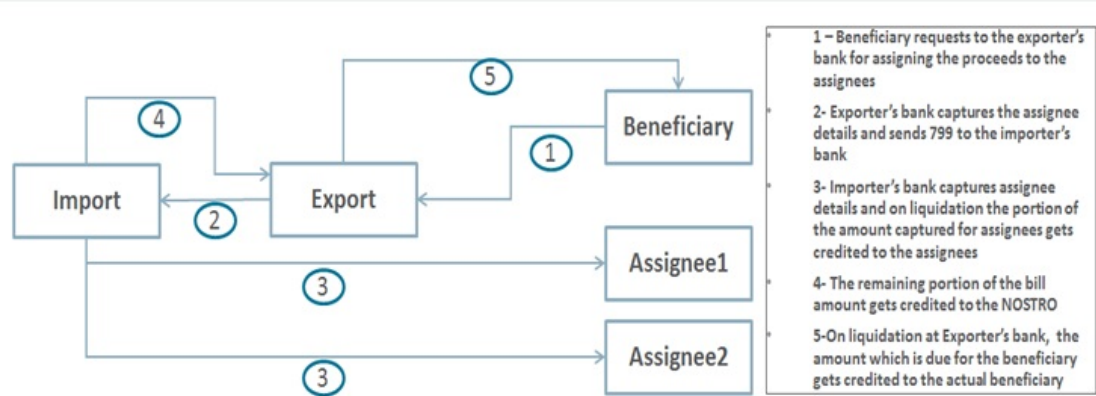 5
4
Beneficiary
1
Import
Export
2
Assignee1
3
Assignee2
3
1 – Beneficiary requests to the exporter's
bank for assigning the proceeds to the
assignees
2- Exporter's bank captures the assignee
details and sends 799 to the importer's
bank
3- Importer's bank captures assignee
details and on liquidation the portion of
the amount captured for assignees gets
credited to the assignees
4- The remaining portion of the bill
amount gets credited to the NOSTRO
5-On liquidation at Exporter's bank, the
amount which is due for the beneficiary
gets credited to the actual beneficiary